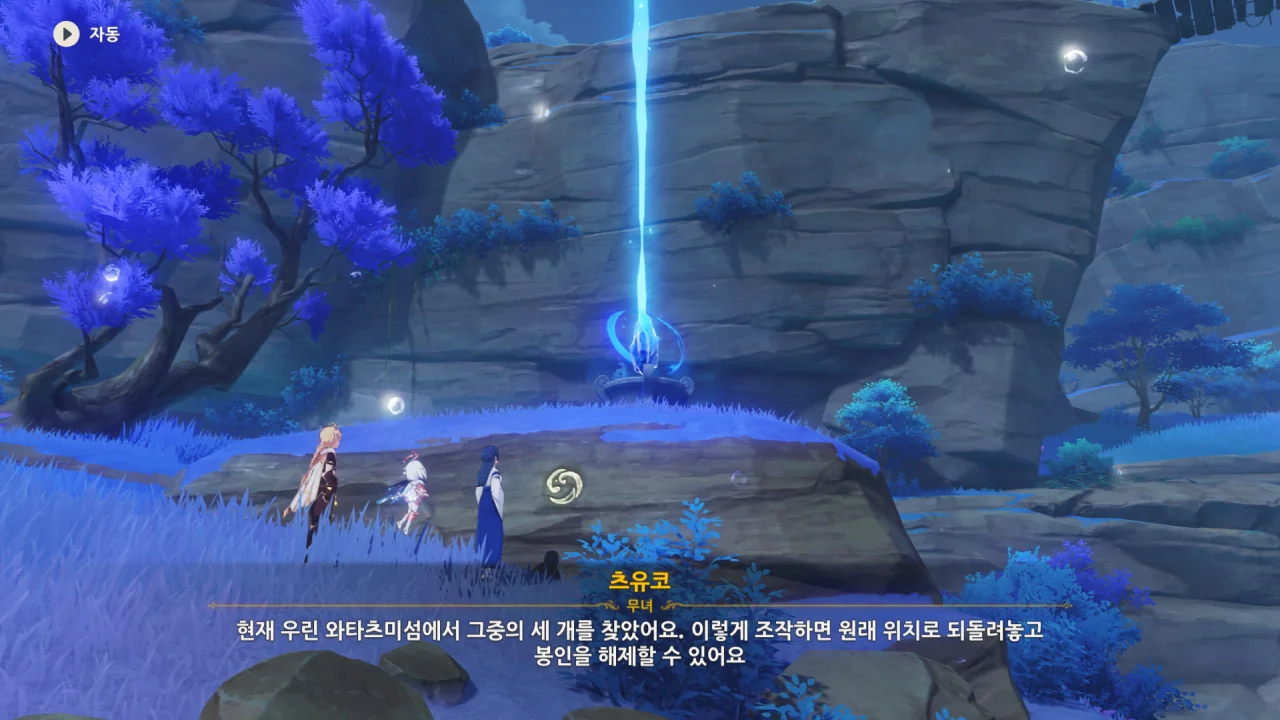 자동
츠유코
무녀
현재 우린 와타츠미섬에서 그중의 세 개를 찾았어요. 이렇게 조작하면 원래 위치로 되돌려놓고
봉인을 해제할 수 있어요